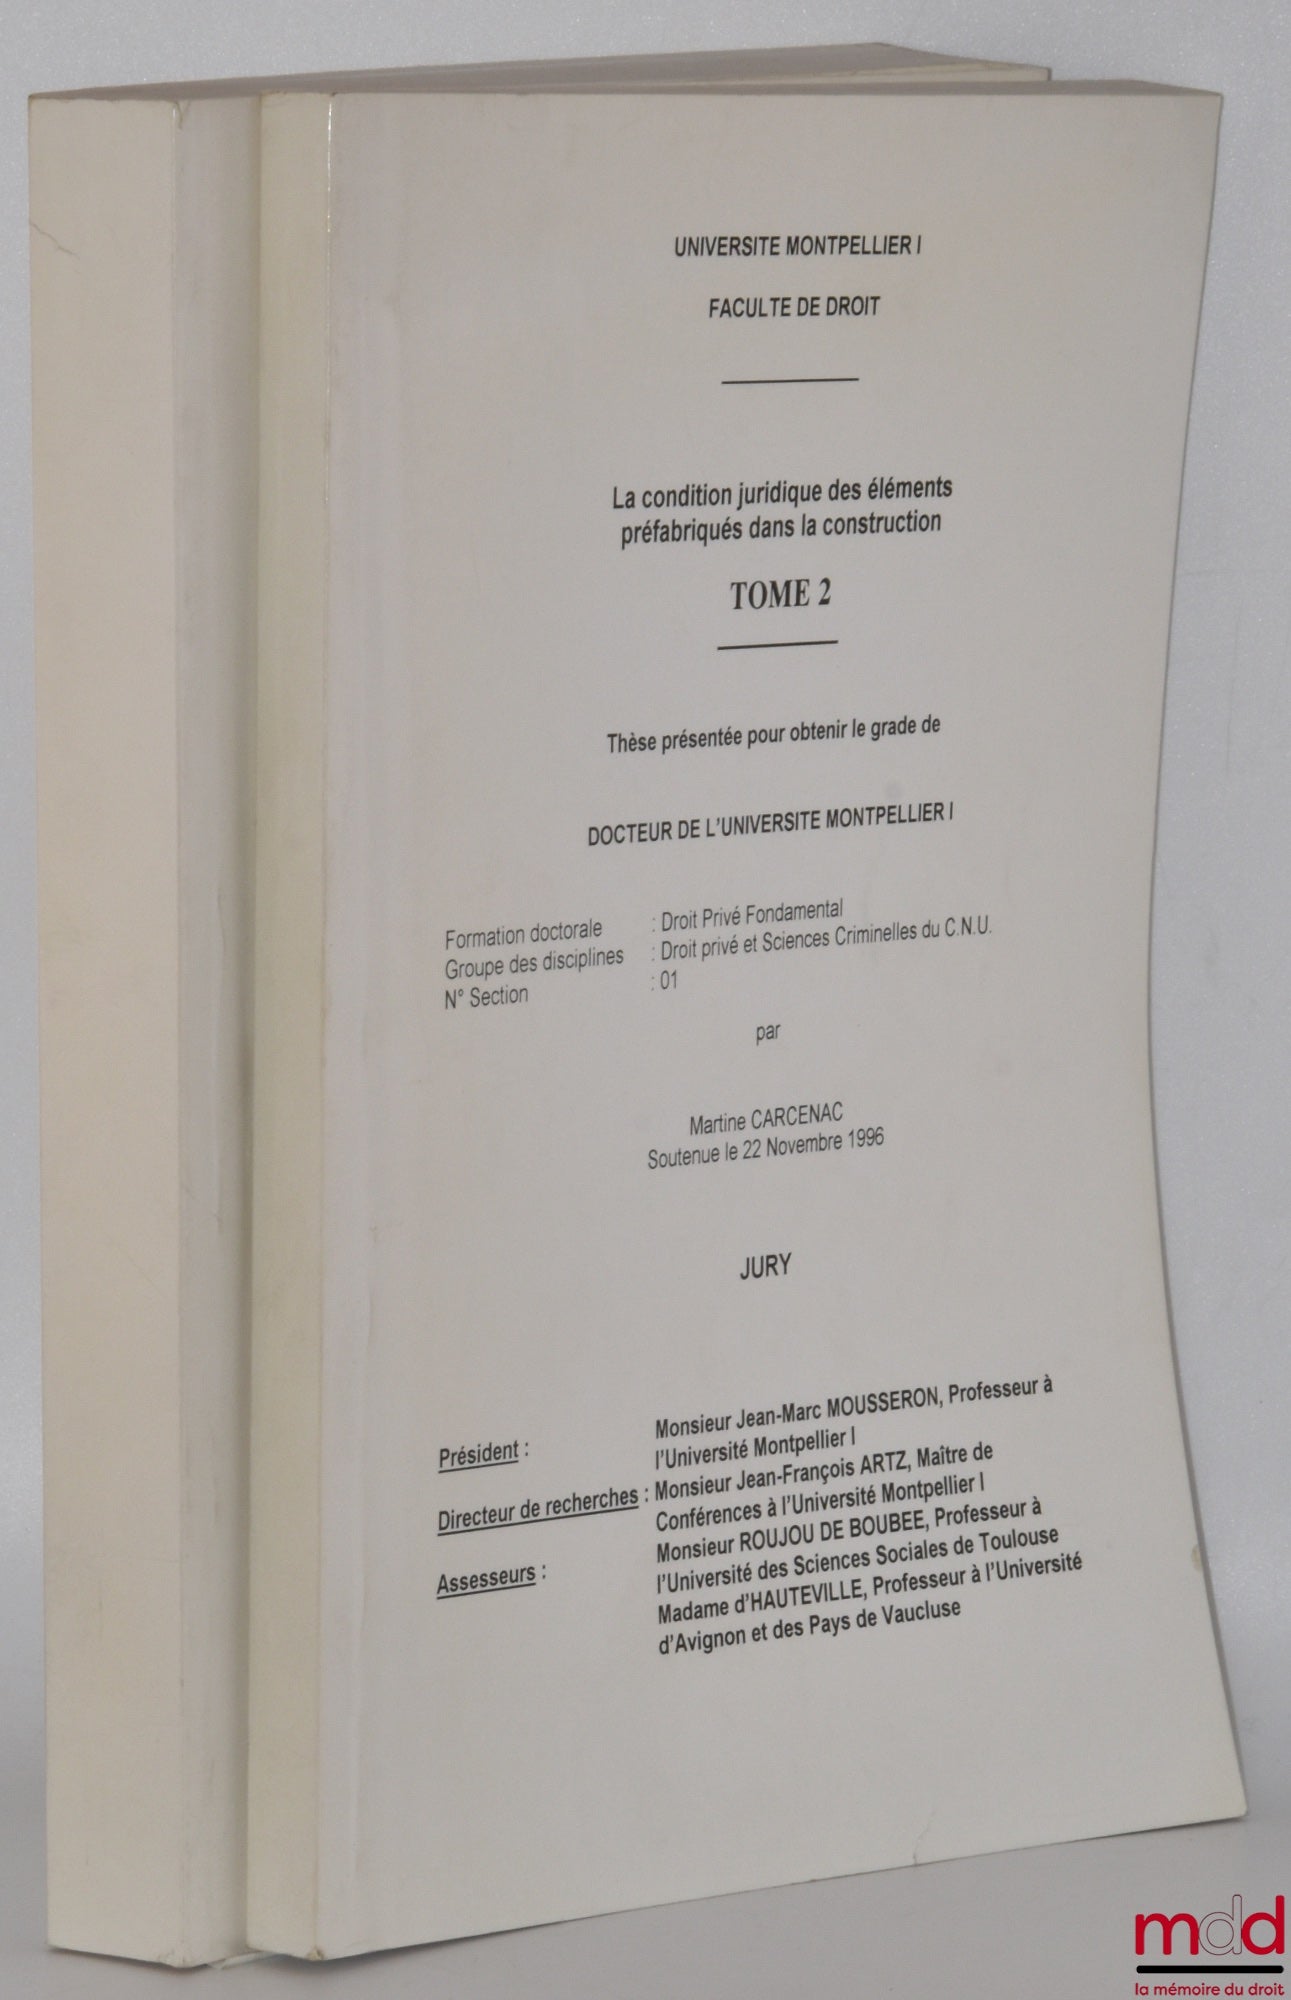 UNIVERSITE MONTPELLIER I
FACULTE DE DROIT
La condition juridique des éléments
préfabriqués dans la construction
TOME 2
Thèse présentée pour obtenir le grade de
DOCTEUR DE L'UNIVERSITE MONTPELLIER I
Formation doctorale : Droit Privé Fondamental
Groupe des disciplines : Droit privé et Sciences Criminelles du C.N.U.
N° Section : 01
par
Martine CARCENAC
Soutenue le 22 Novembre 1996
JURY
Président : Monsieur Jean-Marc MOUSSERON, Professeur à
l'Université Montpellier I
Directeur de recherches : Monsieur Jean-François ARTZ, Maître de
Conférences à l'Université Montpellier I
Assesseurs : Monsieur ROUJOU DE BOUBEE, Professeur à
l'Université des Sciences Sociales de Toulouse
Madame d'HAUTEVILLE, Professeur à l'Université
d'Avignon et des Pays de Vaucluse
mdd
la mémoire du droit